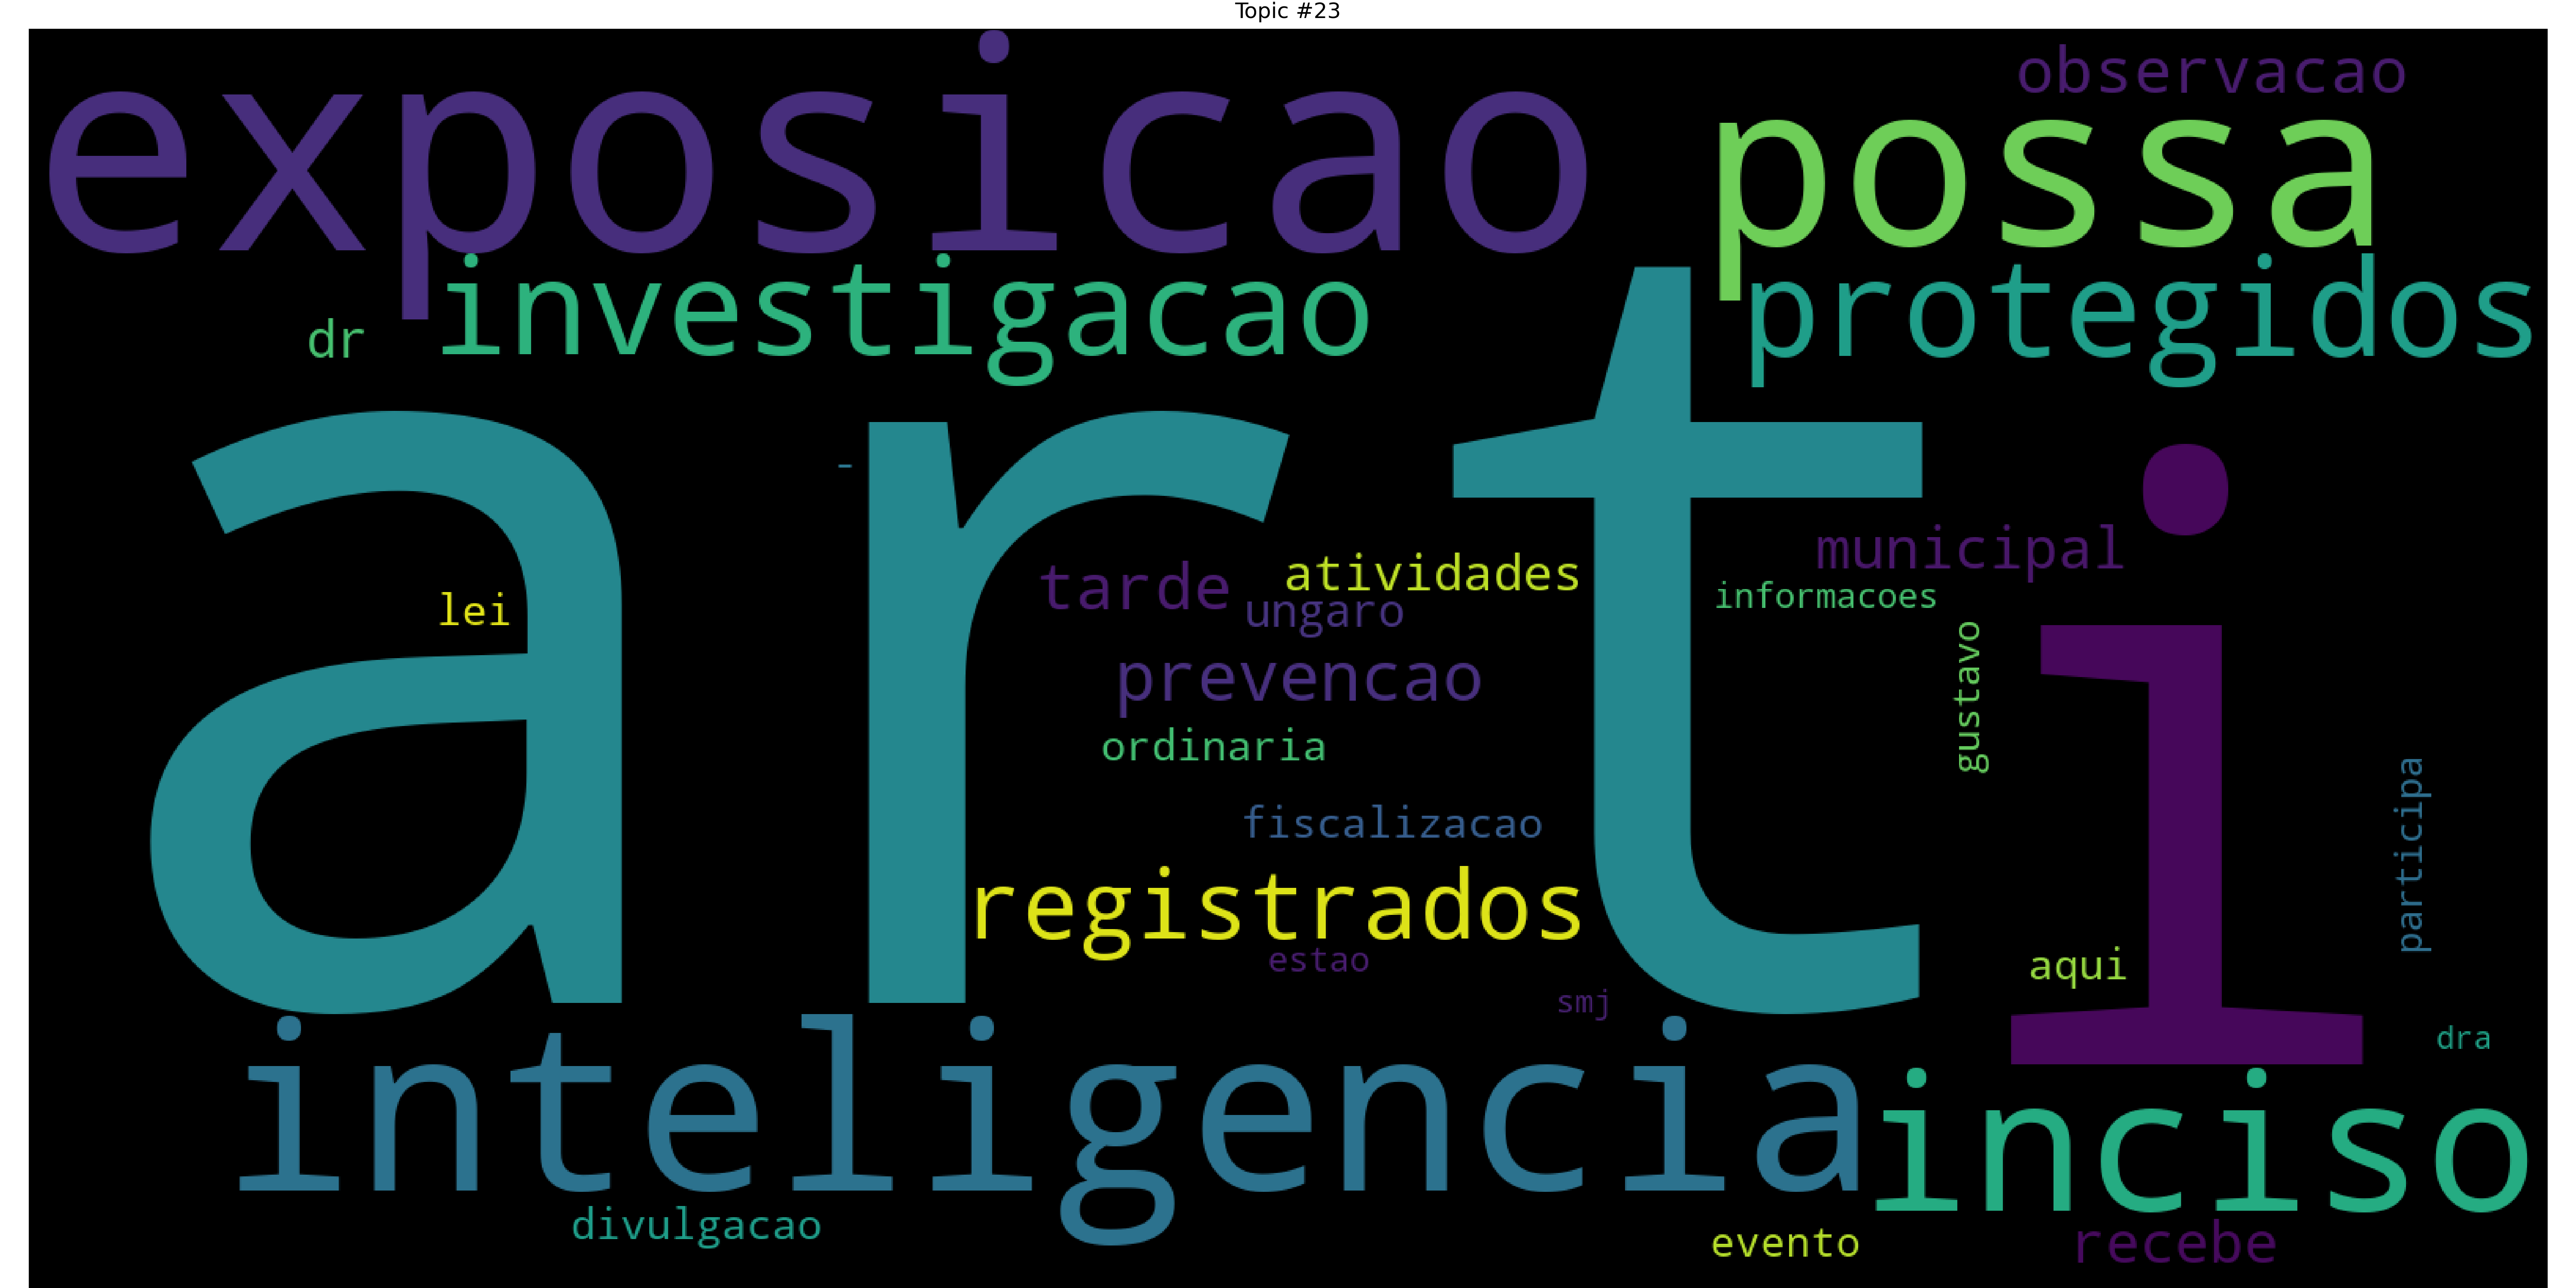 Topic #23
exposicao
observacao
possa
investigacao
protegidos
dr
art
i
-
municipal
tarde
atividades
informacoes
lei
ungaro
gustavo
prevencao
ordinaria
fiscalizacao
participa
registrados
estao
aqui
smj
dra
inteligencia
inciso
divulgacao
evento
recebe